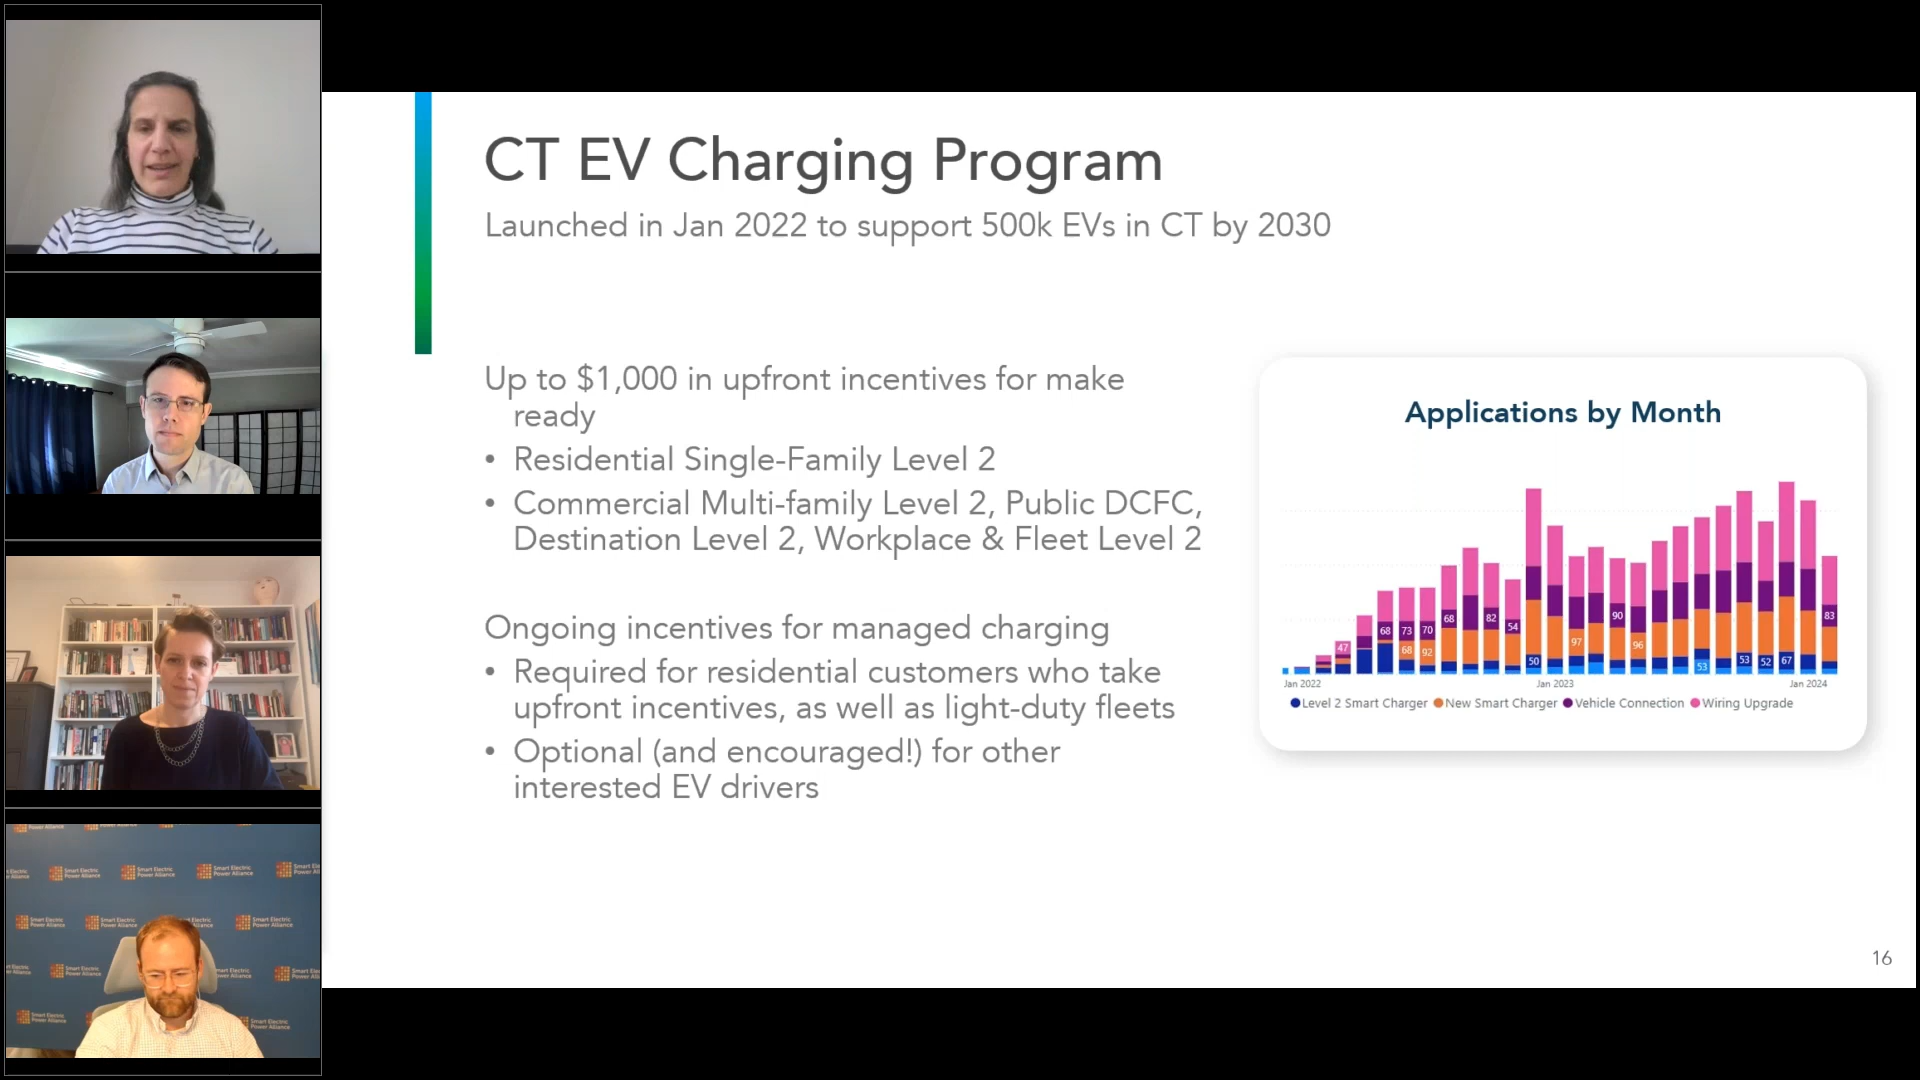 CT EV Charging Program
Launched in Jan 2022 to support 500k EVs in CT by 2030
Up to $1,000 in upfront incentives for make
ready
• Residential Single-Family Level 2
• Commercial Multi-family Level 2, Public DCFC,
Destination Level 2, Workplace & Fleet Level 2
Ongoing incentives for managed charging
• Required for residential customers who take
upfront incentives, as well as light-duty fleets
• Optional (and encouraged!) for other
interested EV drivers
Applications by Month
47
68 73 70 68 82 54 90 83
68 92 97 96
50 53 53 52 67
Jan 2022 Jan 2023 Jan 2024
Level 2 Smart Charger New Smart Charger Vehicle Connection Wiring Upgrade
16
Smart Electric
Power Alliance